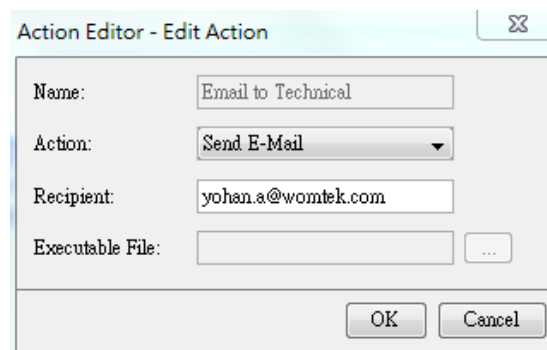 Action Editor - Edit Action
Name: Email to Technical
Action: Send E-Mail
Recipient: yohan.a@womtek.com
Executable File: ...
OK Cancel